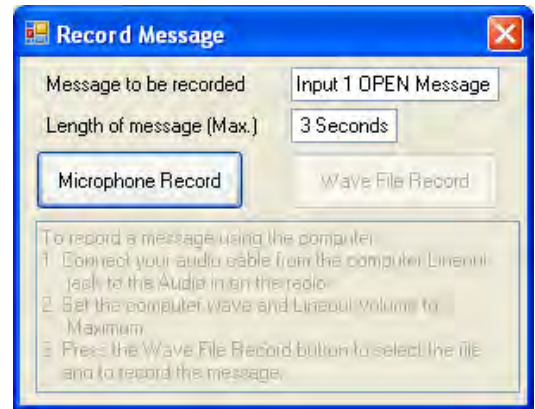 Record Message
Message to be recorded Input 1 OPEN Message
Length of message (Max.) 3 Seconds
Microphone Record Wave File Record
To record a message using the computer
1. Connect your audio cable from the computer Lineout
jack to the Audio in on the radio.
2. Set the computer wave and Lineout Volume to
Maximum
3. Press the Wave File Record button to select the file
and to record the message.